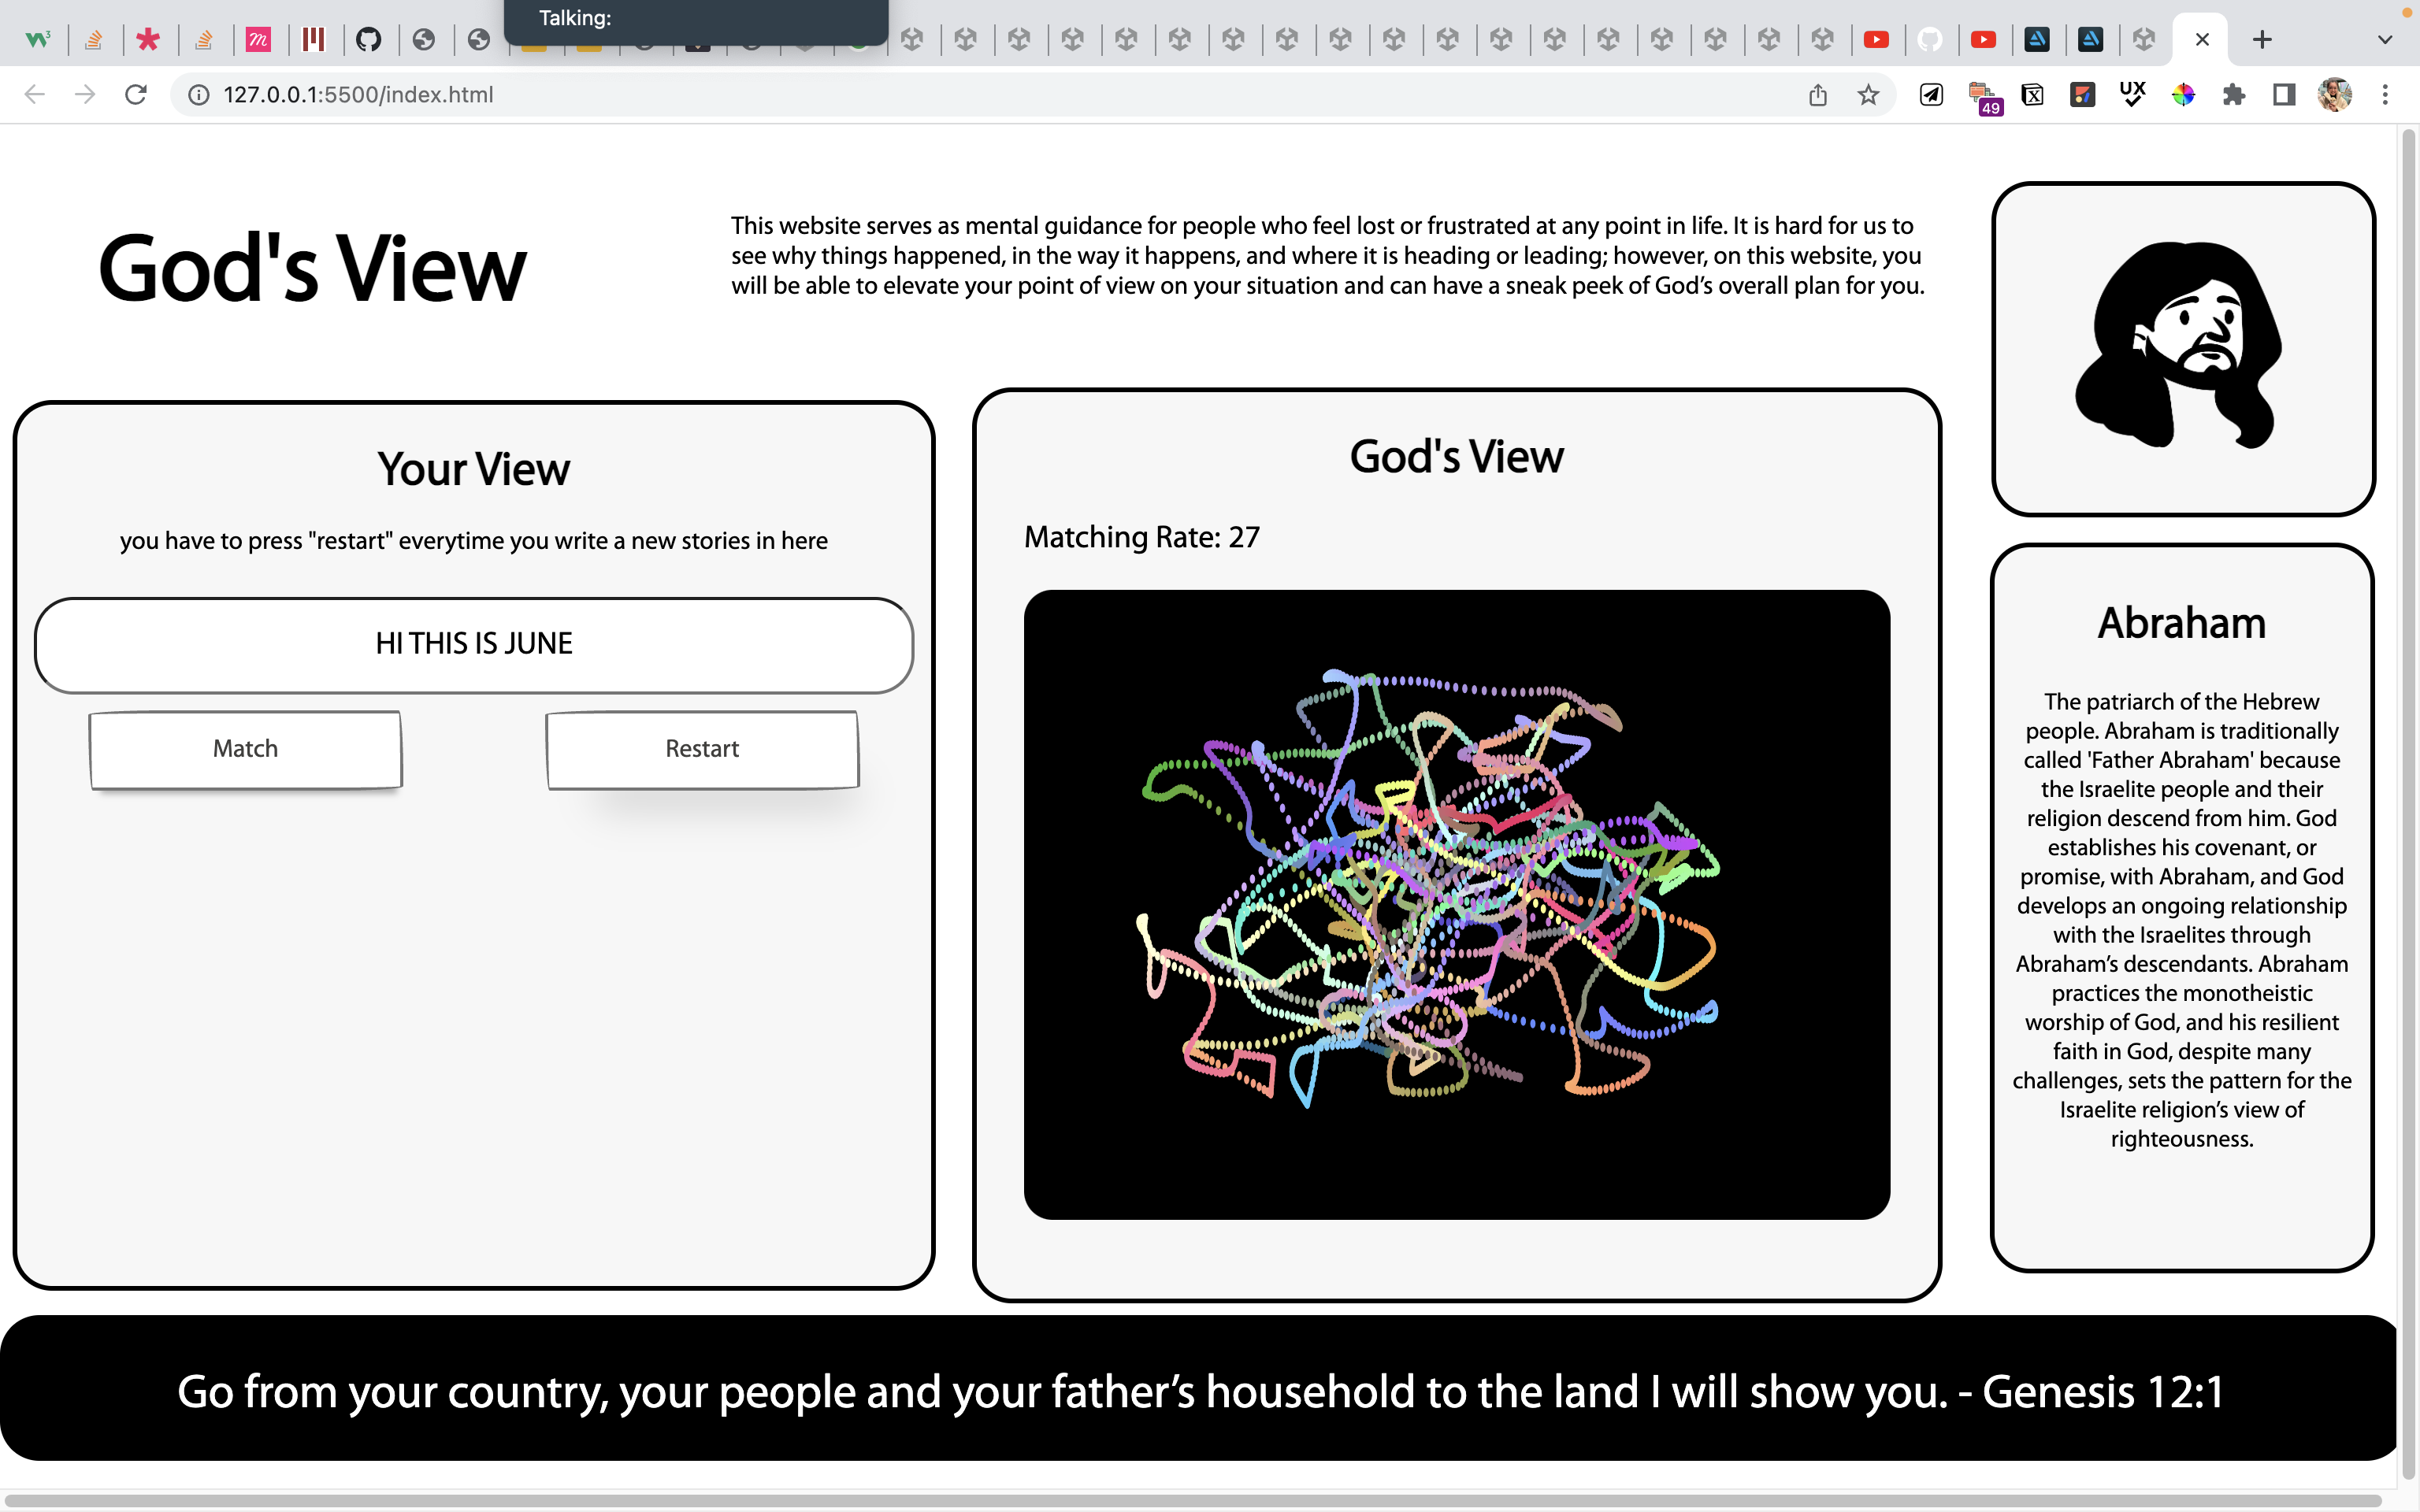 Talking:
127.0.0.1:5500/index.html
49
UX
God's View
This website serves as mental guidance for people who feel lost or frustrated at any point in life. It is hard for us to
see why things happened, in the way it happens, and where it is heading or leading; however, on this website, you
will be able to elevate your point of view on your situation and can have a sneak peek of God’s overall plan for you.
Your View
you have to press "restart" everytime you write a new stories in here
HI THIS IS JUNE
Match
Restart
God's View
Matching Rate: 27
Abraham
The patriarch of the Hebrew
people. Abraham is traditionally
called 'Father Abraham' because
the Israelite people and their
religion descend from him. God
establishes his covenant, or
promise, with Abraham, and God
develops an ongoing relationship
with the Israelites through
Abraham’s descendants. Abraham
practices the monotheistic
worship of God, and his resilient
faith in God, despite many
challenges, sets the pattern for the
Israelite religion’s view of
righteousness.
Go from your country, your people and your father’s household to the land I will show you. - Genesis 12:1